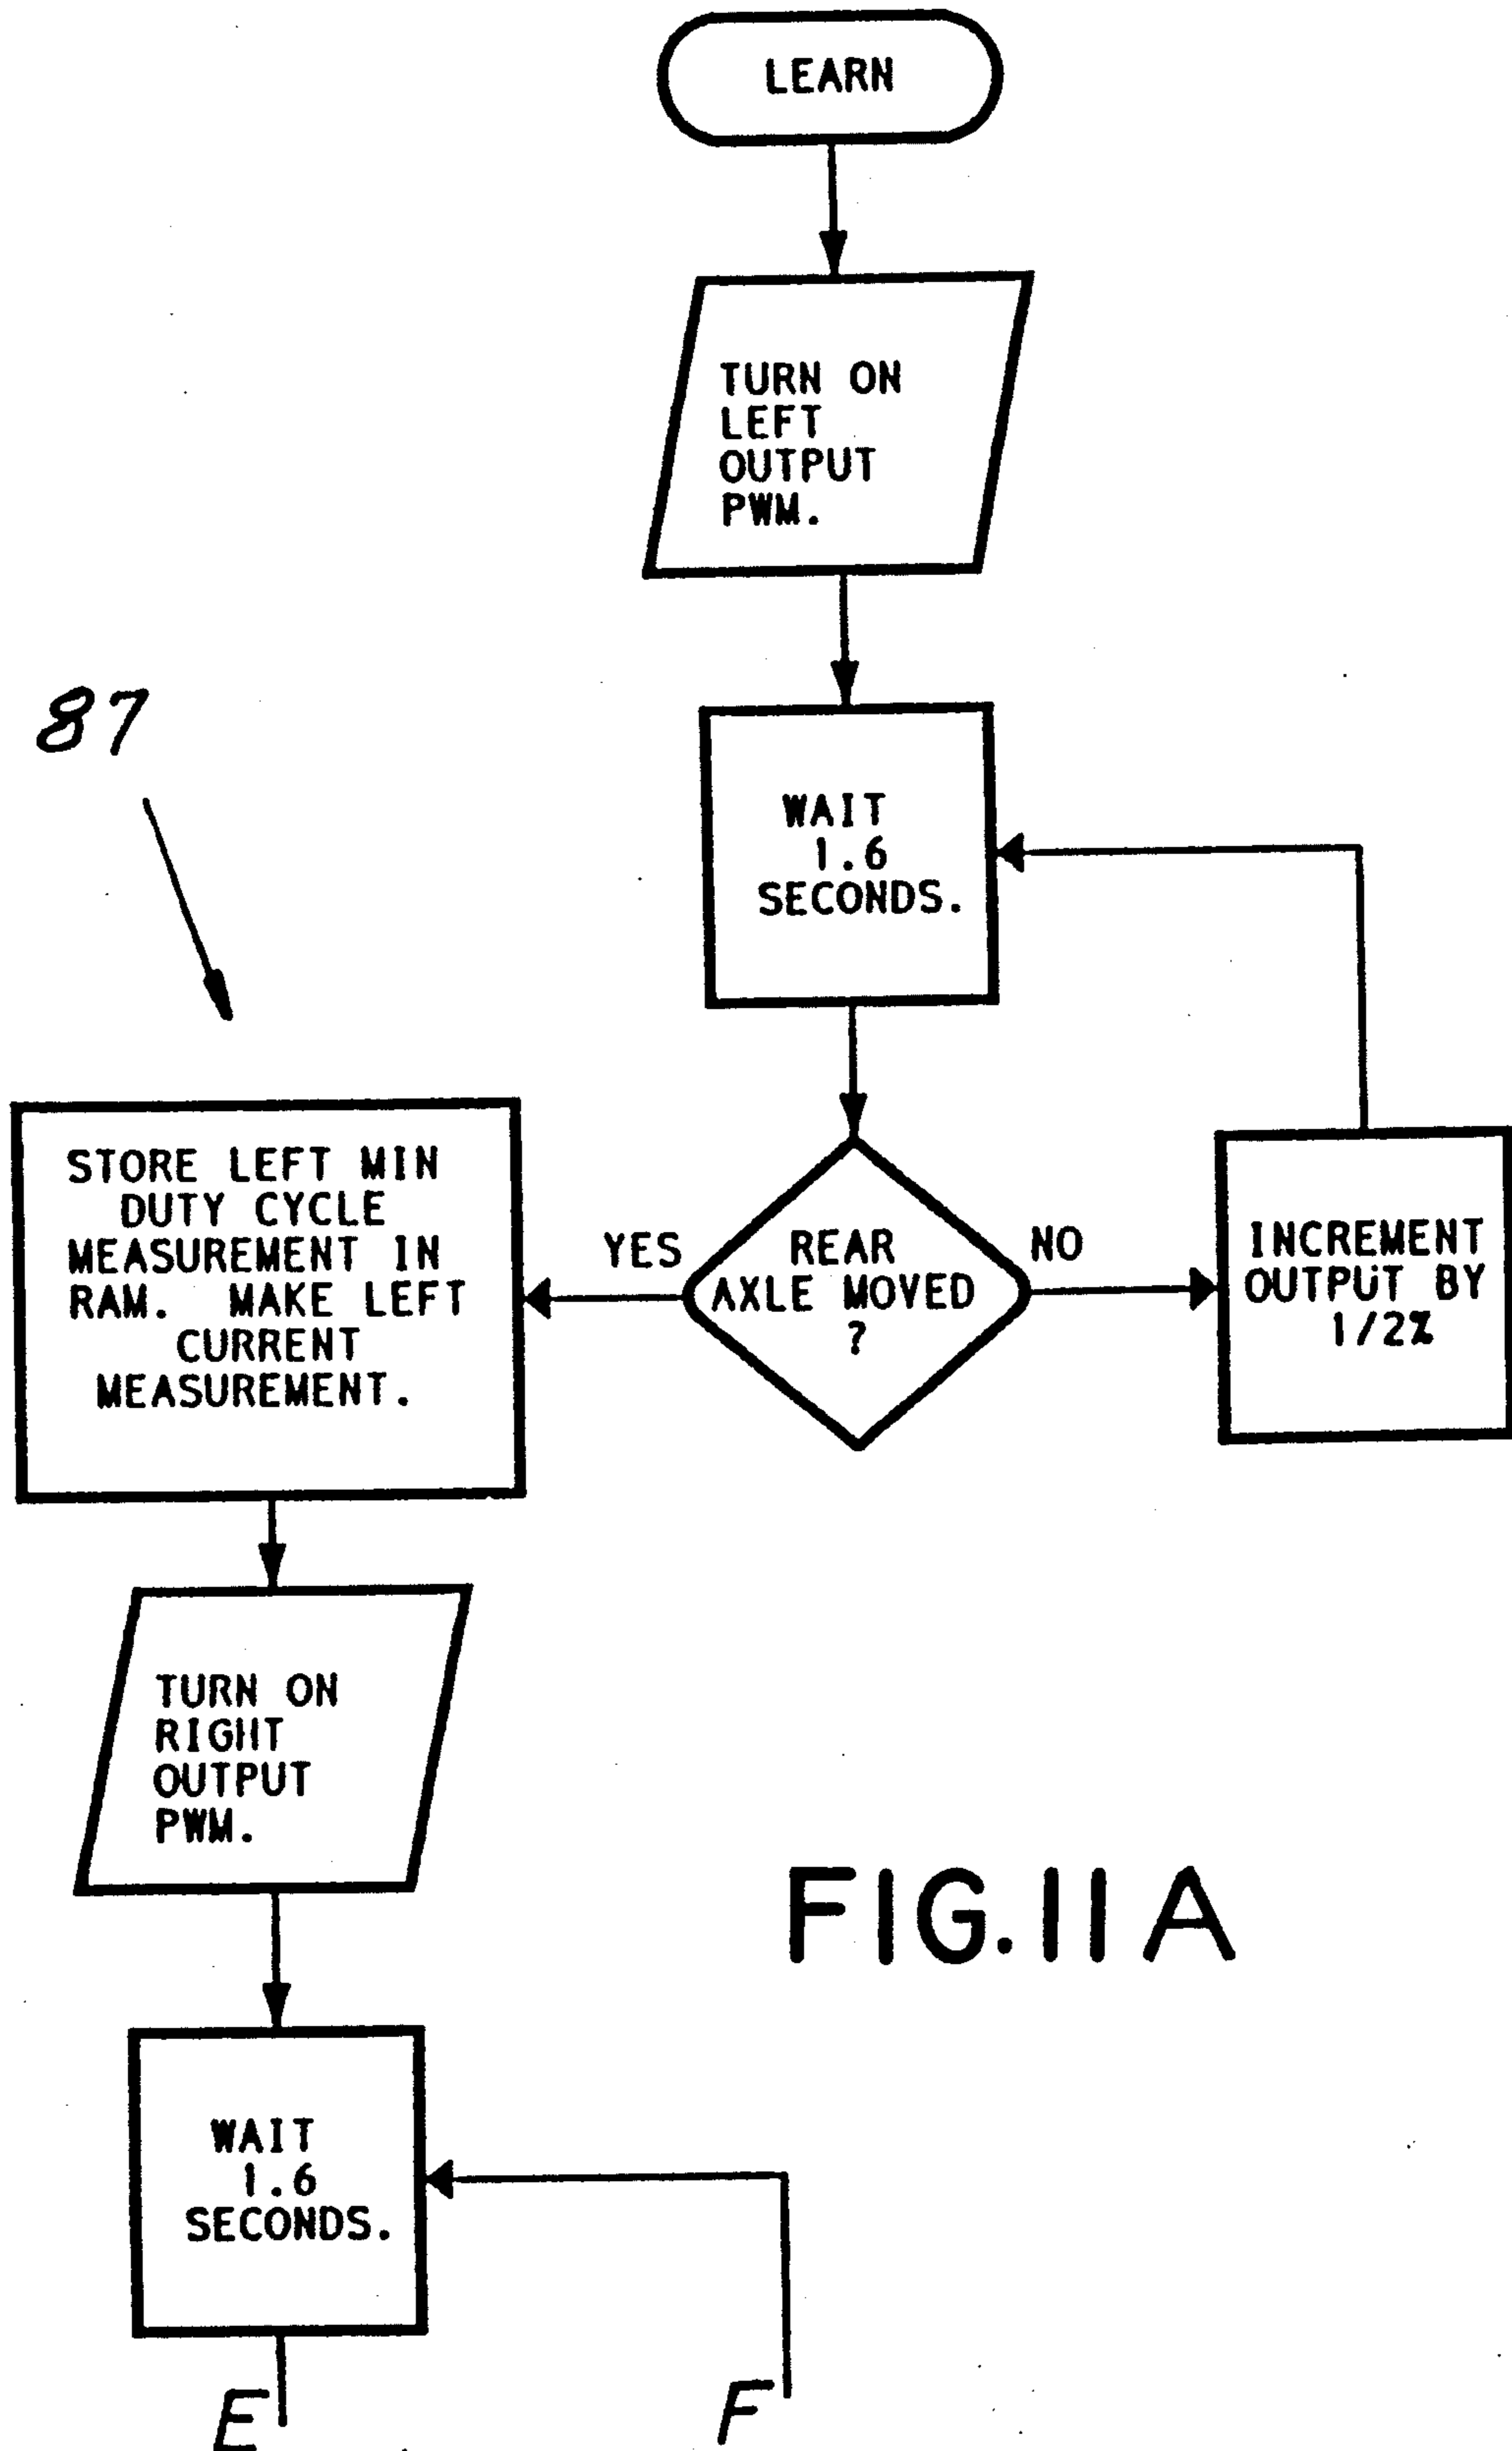 LEARN
TURN ON
LEFT
OUTPUT
PWM.
87
WAIT
1.6
SECONDS.
STORE LEFT MIN
DUTY CYCLE
MEASUREMENT IN
RAM. MAKE LEFT
CURRENT
MEASUREMENT.
YES
REAR
AXLE MOVED
?
NO
INCREMENT
OUTPUT BY
1/2%
TURN ON
RIGHT
OUTPUT
PWM.
FIG. 11A
WAIT
1.6
SECONDS.
E
F